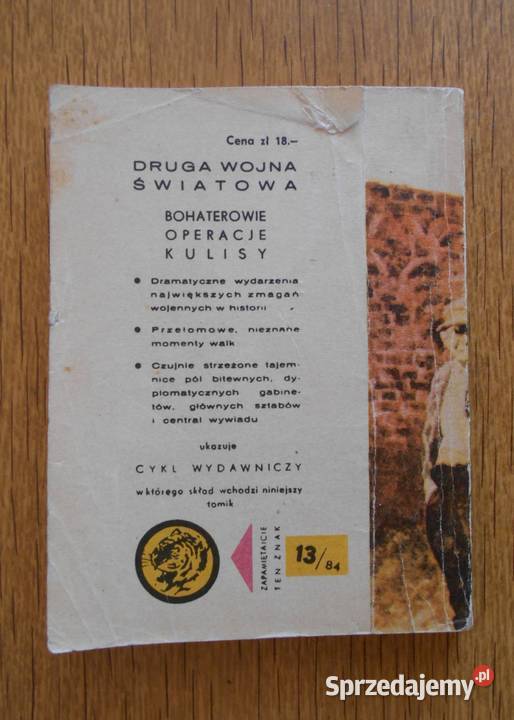 Cena zł 18.–
DRUGA WOJNA
ŚWIATOWA
BOHATEROWIE
OPERACJE
KULISY
● Dramatyczne wydarzenia
największych zmagań
wojennych w historii
● Przełomowe, nieznane
momenty walk
● Czujnie strzeżone tajem-
nice pól bitewnych, dy-
plomatycznych gabine-
tów, głównych sztabów
i central wywiadu
ukazuje
CYKL WYDAWNICZY
w którego skład wchodzi niniejszy
tomik
ZAPAMIĘTAJCIE
TEN ZNAK
13/84
Sprzedajemy.pl